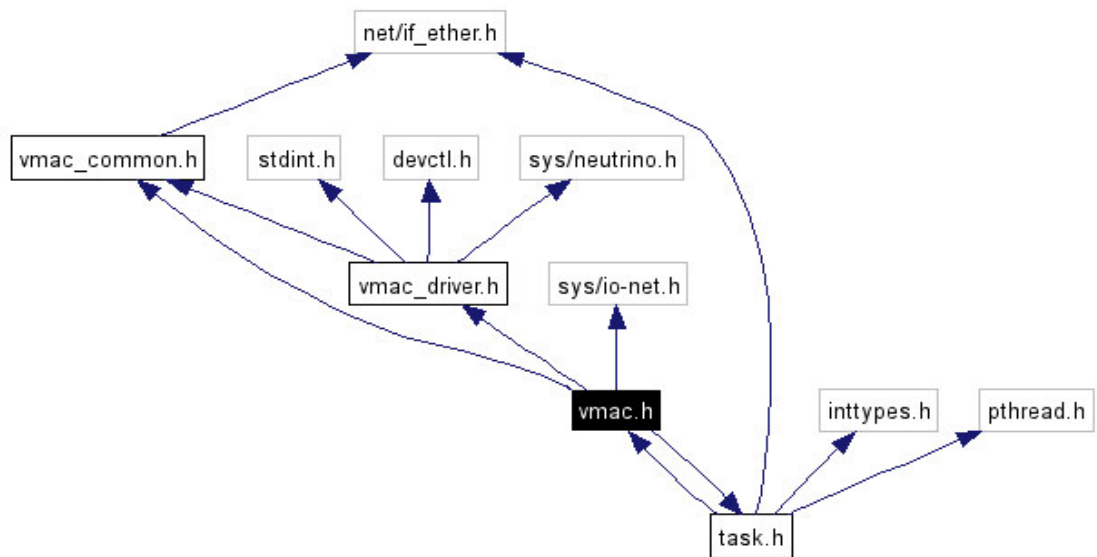 net/if_ether.h
vmac_common.h
stdint.h
devctl.h
sys/neutrino.h
vmac_driver.h
sys/io-net.h
vmac.h
inttypes.h
pthread.h
task.h